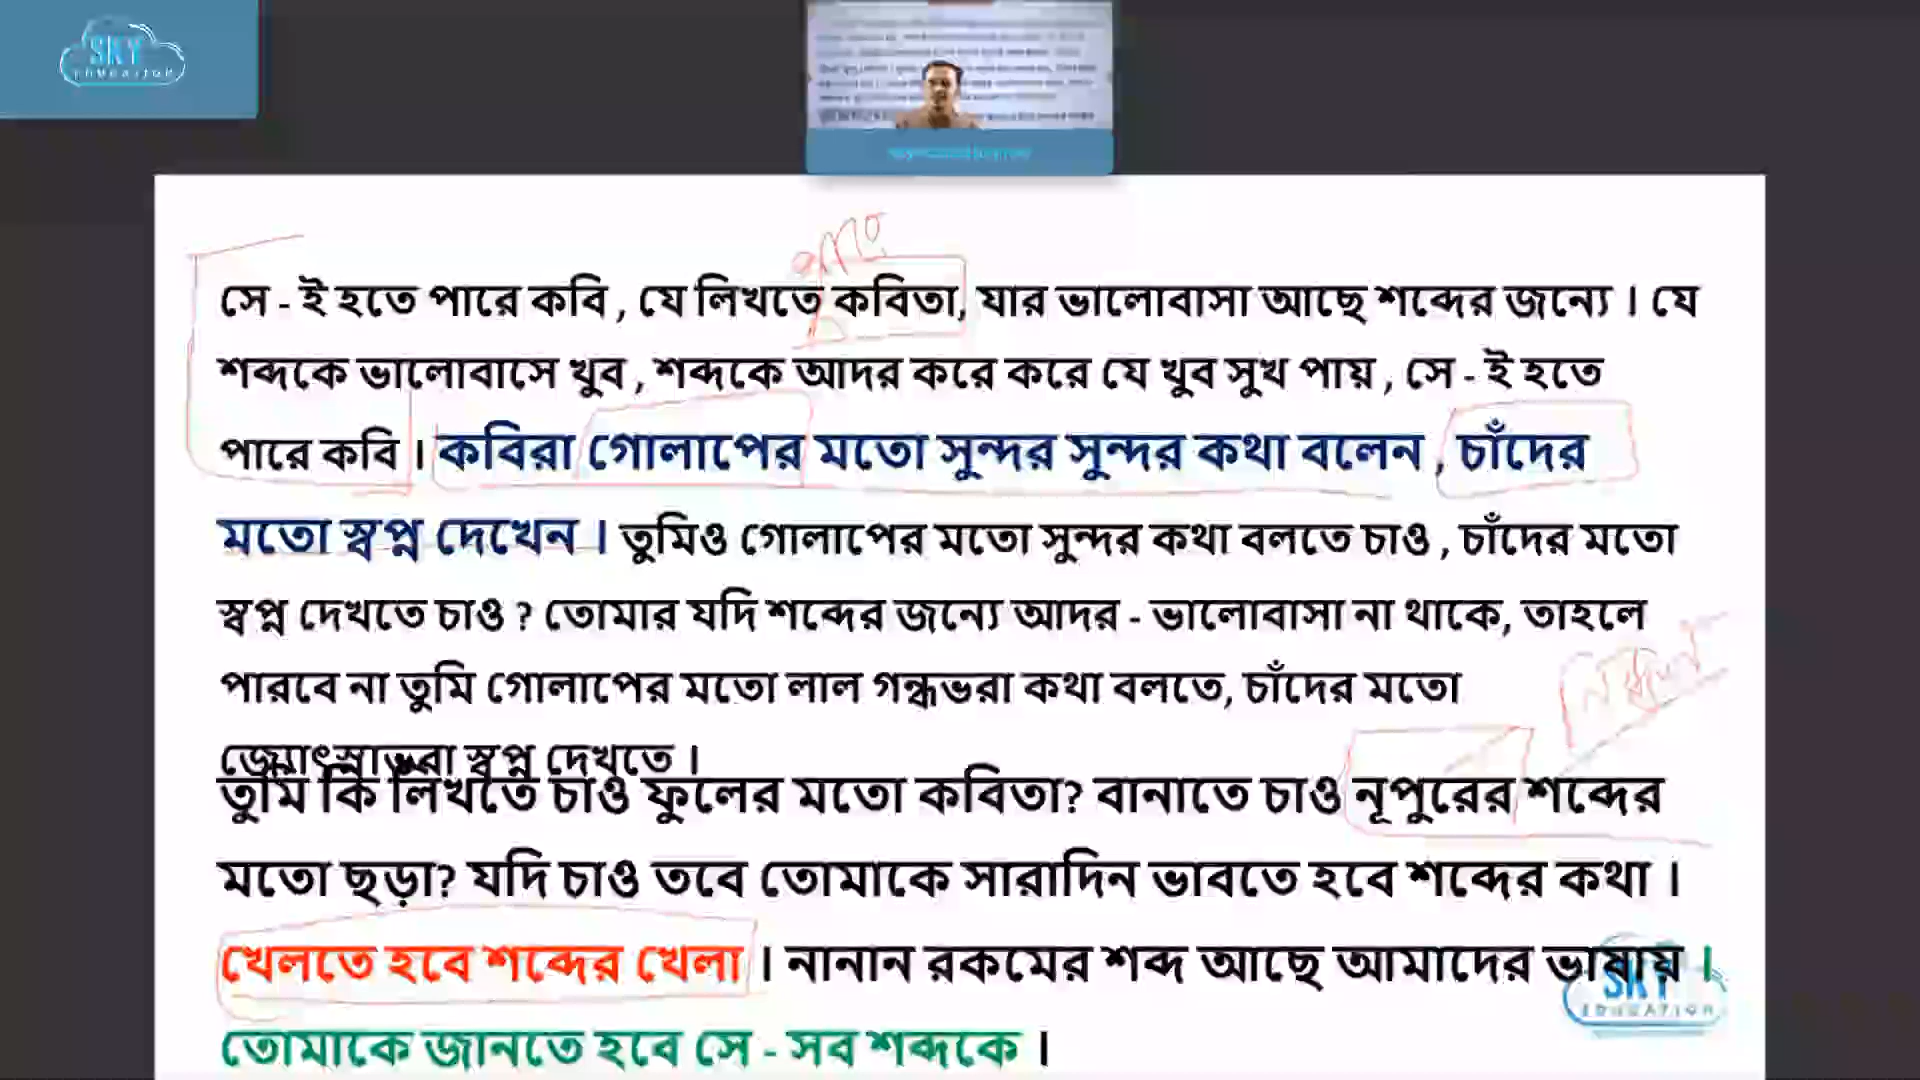 SKY
EDUCATION
সে - ই হতে পারে কবি , যে লিখতে কবিতা, যার ভালোবাসা আছে শব্দের জন্যে । যে
শব্দকে ভালোবাসে খুব , শব্দকে আদর করে করে যে খুব সুখ পায় , সে - ই হতে
পারে কবি । কবিরা গোলাপের মতো সুন্দর সুন্দর কথা বলেন , চাঁদের
মতো স্বপ্ন দেখেন । তুমিও গোলাপের মতো সুন্দর কথা বলতে চাও , চাঁদের মতো
স্বপ্ন দেখতে চাও ? তোমার যদি শব্দের জন্যে আদর - ভালোবাসা না থাকে, তাহলে
পারবে না তুমি গোলাপের মতো লাল গন্ধভরা কথা বলতে, চাঁদের মতো
জ্যোৎস্নাভরা স্বপ্ন দেখতে ।
তুমি কি লিখতে চাও ফুলের মতো কবিতা? বানাতে চাও নূপুরের শব্দের
মতো ছড়া? যদি চাও তবে তোমাকে সারাদিন ভাবতে হবে শব্দের কথা ।
খেলতে হবে শব্দের খেলা । নানান রকমের শব্দ আছে আমাদের ভাষায় ।
SKY
EDUCATION
তোমাকে জানতে হবে সে - সব শব্দকে ।